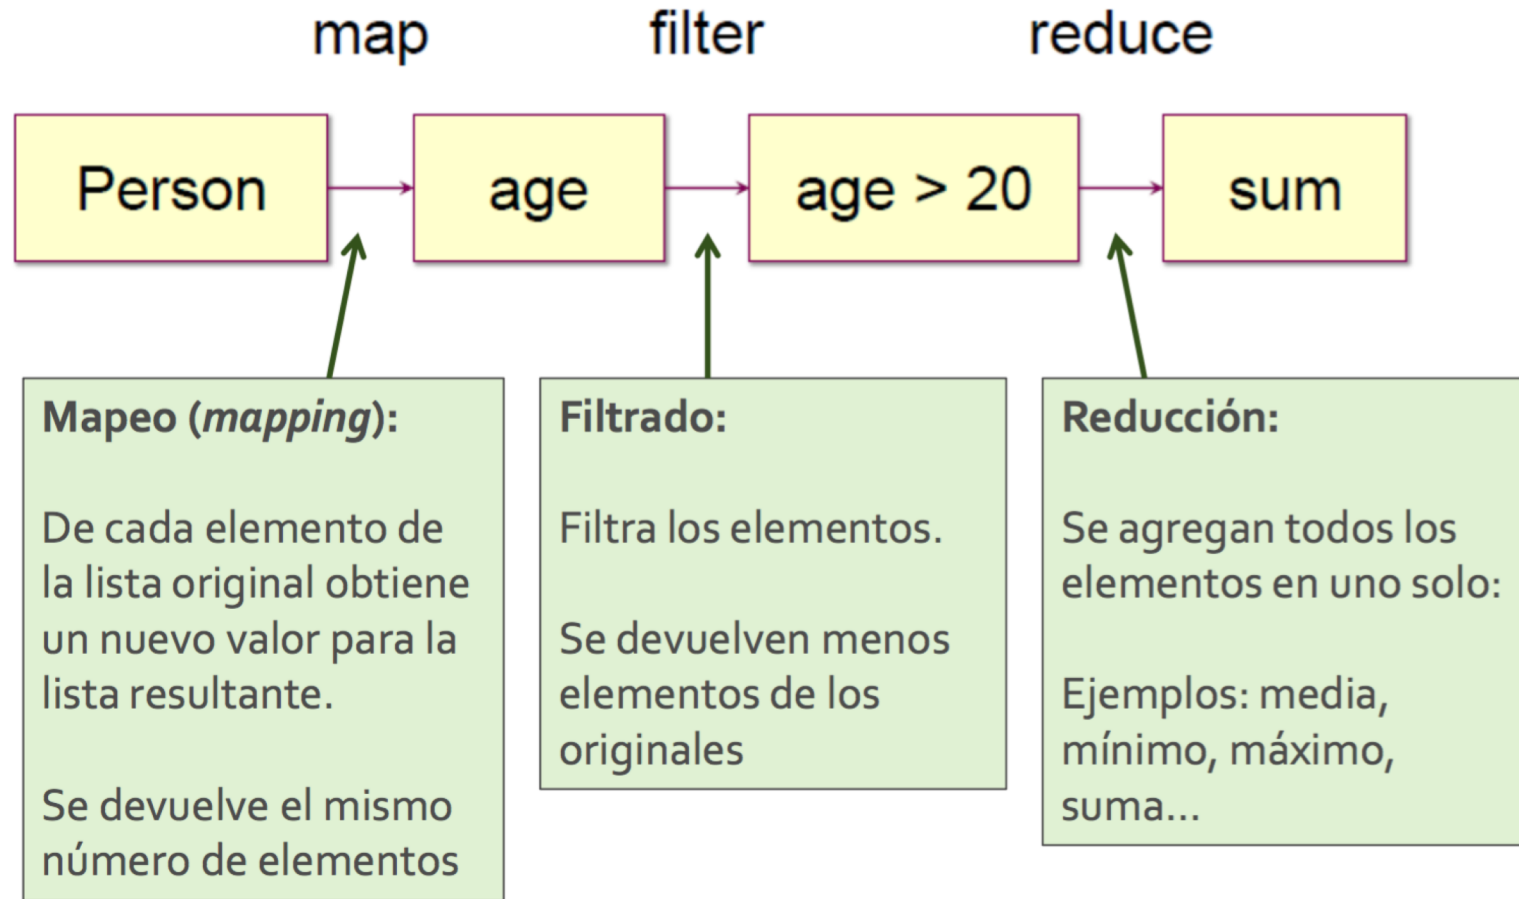 map filter reduce
Person age age > 20 sum
Mapeo (mapping):
De cada elemento de
la lista original obtiene
un nuevo valor para la
lista resultante.
Se devuelve el mismo
número de elementos
Filtrado:
Filtra los elementos.
Se devuelven menos
elementos de los
originales
Reducción:
Se agregan todos los
elementos en uno solo:
Ejemplos: media,
mínimo, máximo,
suma...